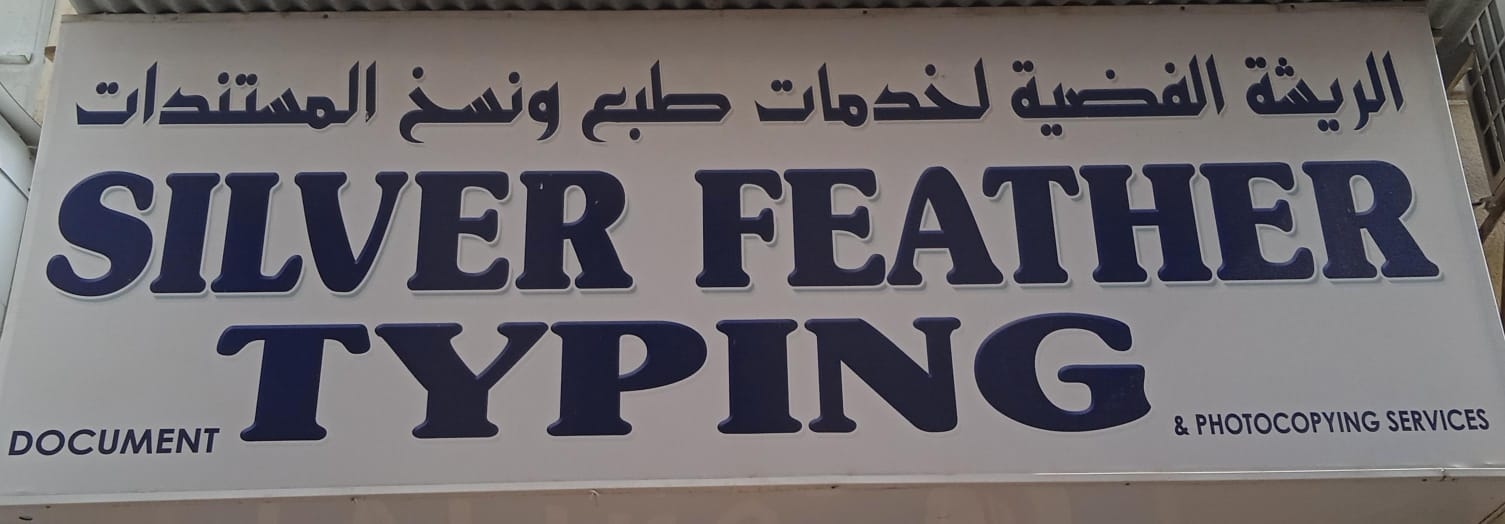 الريشة الفضية لخدمات طبع ونسخ المستندات
SILVER FEATHER
DOCUMENT TYPING & PHOTOCOPYING SERVICES